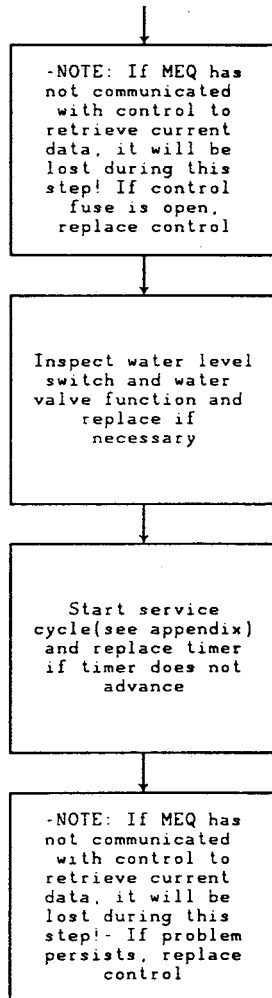 -NOTE: If MEQ has
not communicated
with control to
retrieve current
data, it will be
lost during this
step! If control
fuse is open,
replace control
Inspect water level
switch and water
valve function and
replace if
necessary
Start service
cycle(see appendix)
and replace timer
if timer does not
advance
-NOTE: If MEQ has
not communicated
with control to
retrieve current
data, it will be
lost during this
step!- If problem
persists, replace
control